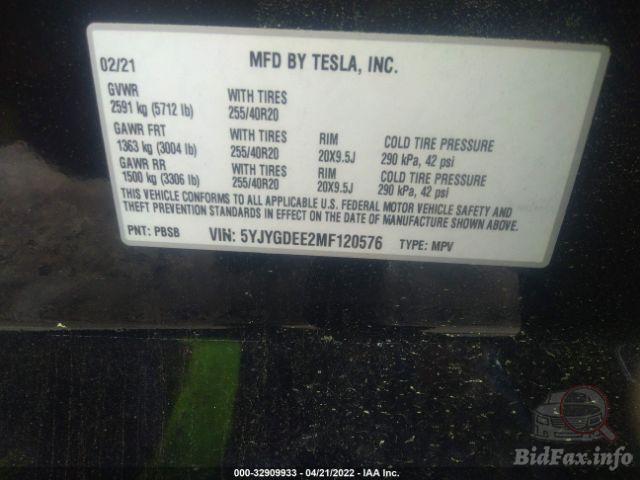 02/21 MFD BY TESLA, INC.
GVWR
2591 kg (5712 lb) WITH TIRES 255/40R20
GAWR FRT
1363 kg (3004 lb) WITH TIRES 255/40R20 RIM 20X9.5J COLD TIRE PRESSURE 290 kPa, 42 psi
GAWR RR
1500 kg (3306 lb) WITH TIRES 255/40R20 RIM 20X9.5J COLD TIRE PRESSURE 290 kPa, 42 psi
THIS VEHICLE CONFORMS TO ALL APPLICABLE U.S. FEDERAL MOTOR VEHICLE SAFETY AND
THEFT PREVENTION STANDARDS IN EFFECT ON THE DATE OF MANUFACTURE SHOWN ABOVE.
PNT: PBSB VIN: 5YJYGDEE2MF120576 TYPE: MPV
000-32909933 - 04/21/2022 - IAA Inc.
BidFax.info